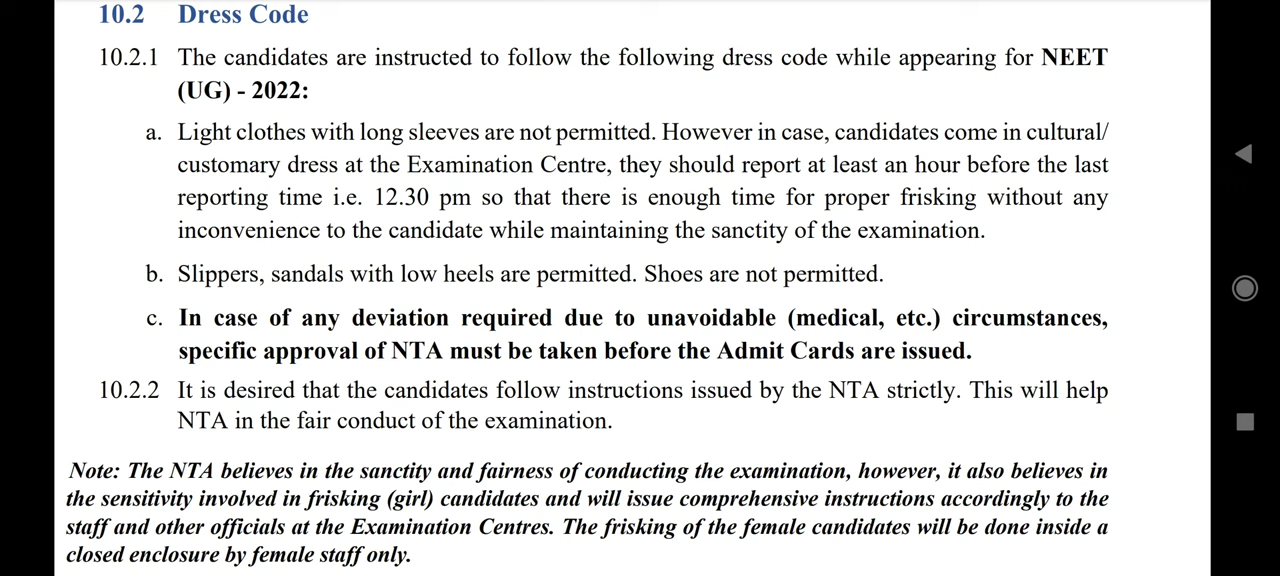 10.2 Dress Code
10.2.1 The candidates are instructed to follow the following dress code while appearing for NEET
(UG) - 2022:
a. Light clothes with long sleeves are not permitted. However in case, candidates come in cultural/
customary dress at the Examination Centre, they should report at least an hour before the last
reporting time i.e. 12.30 pm so that there is enough time for proper frisking without any
inconvenience to the candidate while maintaining the sanctity of the examination.
b. Slippers, sandals with low heels are permitted. Shoes are not permitted.
c. In case of any deviation required due to unavoidable (medical, etc.) circumstances,
specific approval of NTA must be taken before the Admit Cards are issued.
10.2.2 It is desired that the candidates follow instructions issued by the NTA strictly. This will help
NTA in the fair conduct of the examination.
Note: The NTA believes in the sanctity and fairness of conducting the examination, however, it also believes in
the sensitivity involved in frisking (girl) candidates and will issue comprehensive instructions accordingly to the
staff and other officials at the Examination Centres. The frisking of the female candidates will be done inside a
closed enclosure by female staff only.